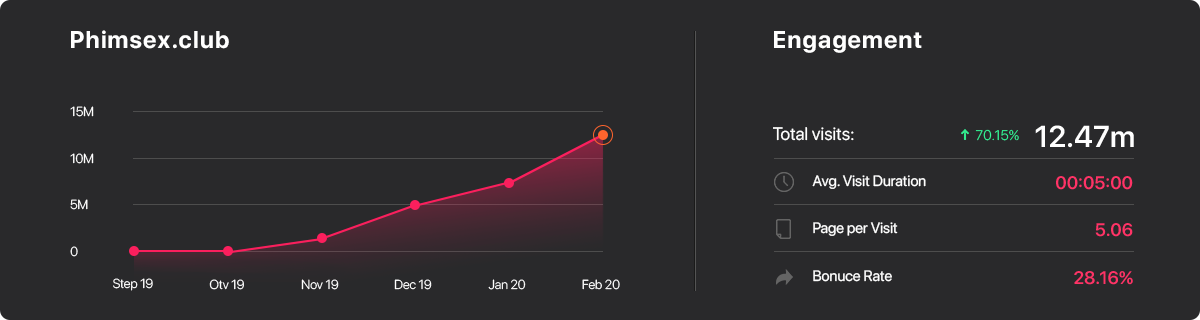 Phimsex.club
15M
10M
5M
0
Step 19 Otv 19 Nov 19 Dec 19 Jan 20 Feb 20
Engagement
Total visits: 70.15% 12.47m
Avg. Visit Duration 00:05:00
Page per Visit 5.06
Bonuce Rate 28.16%